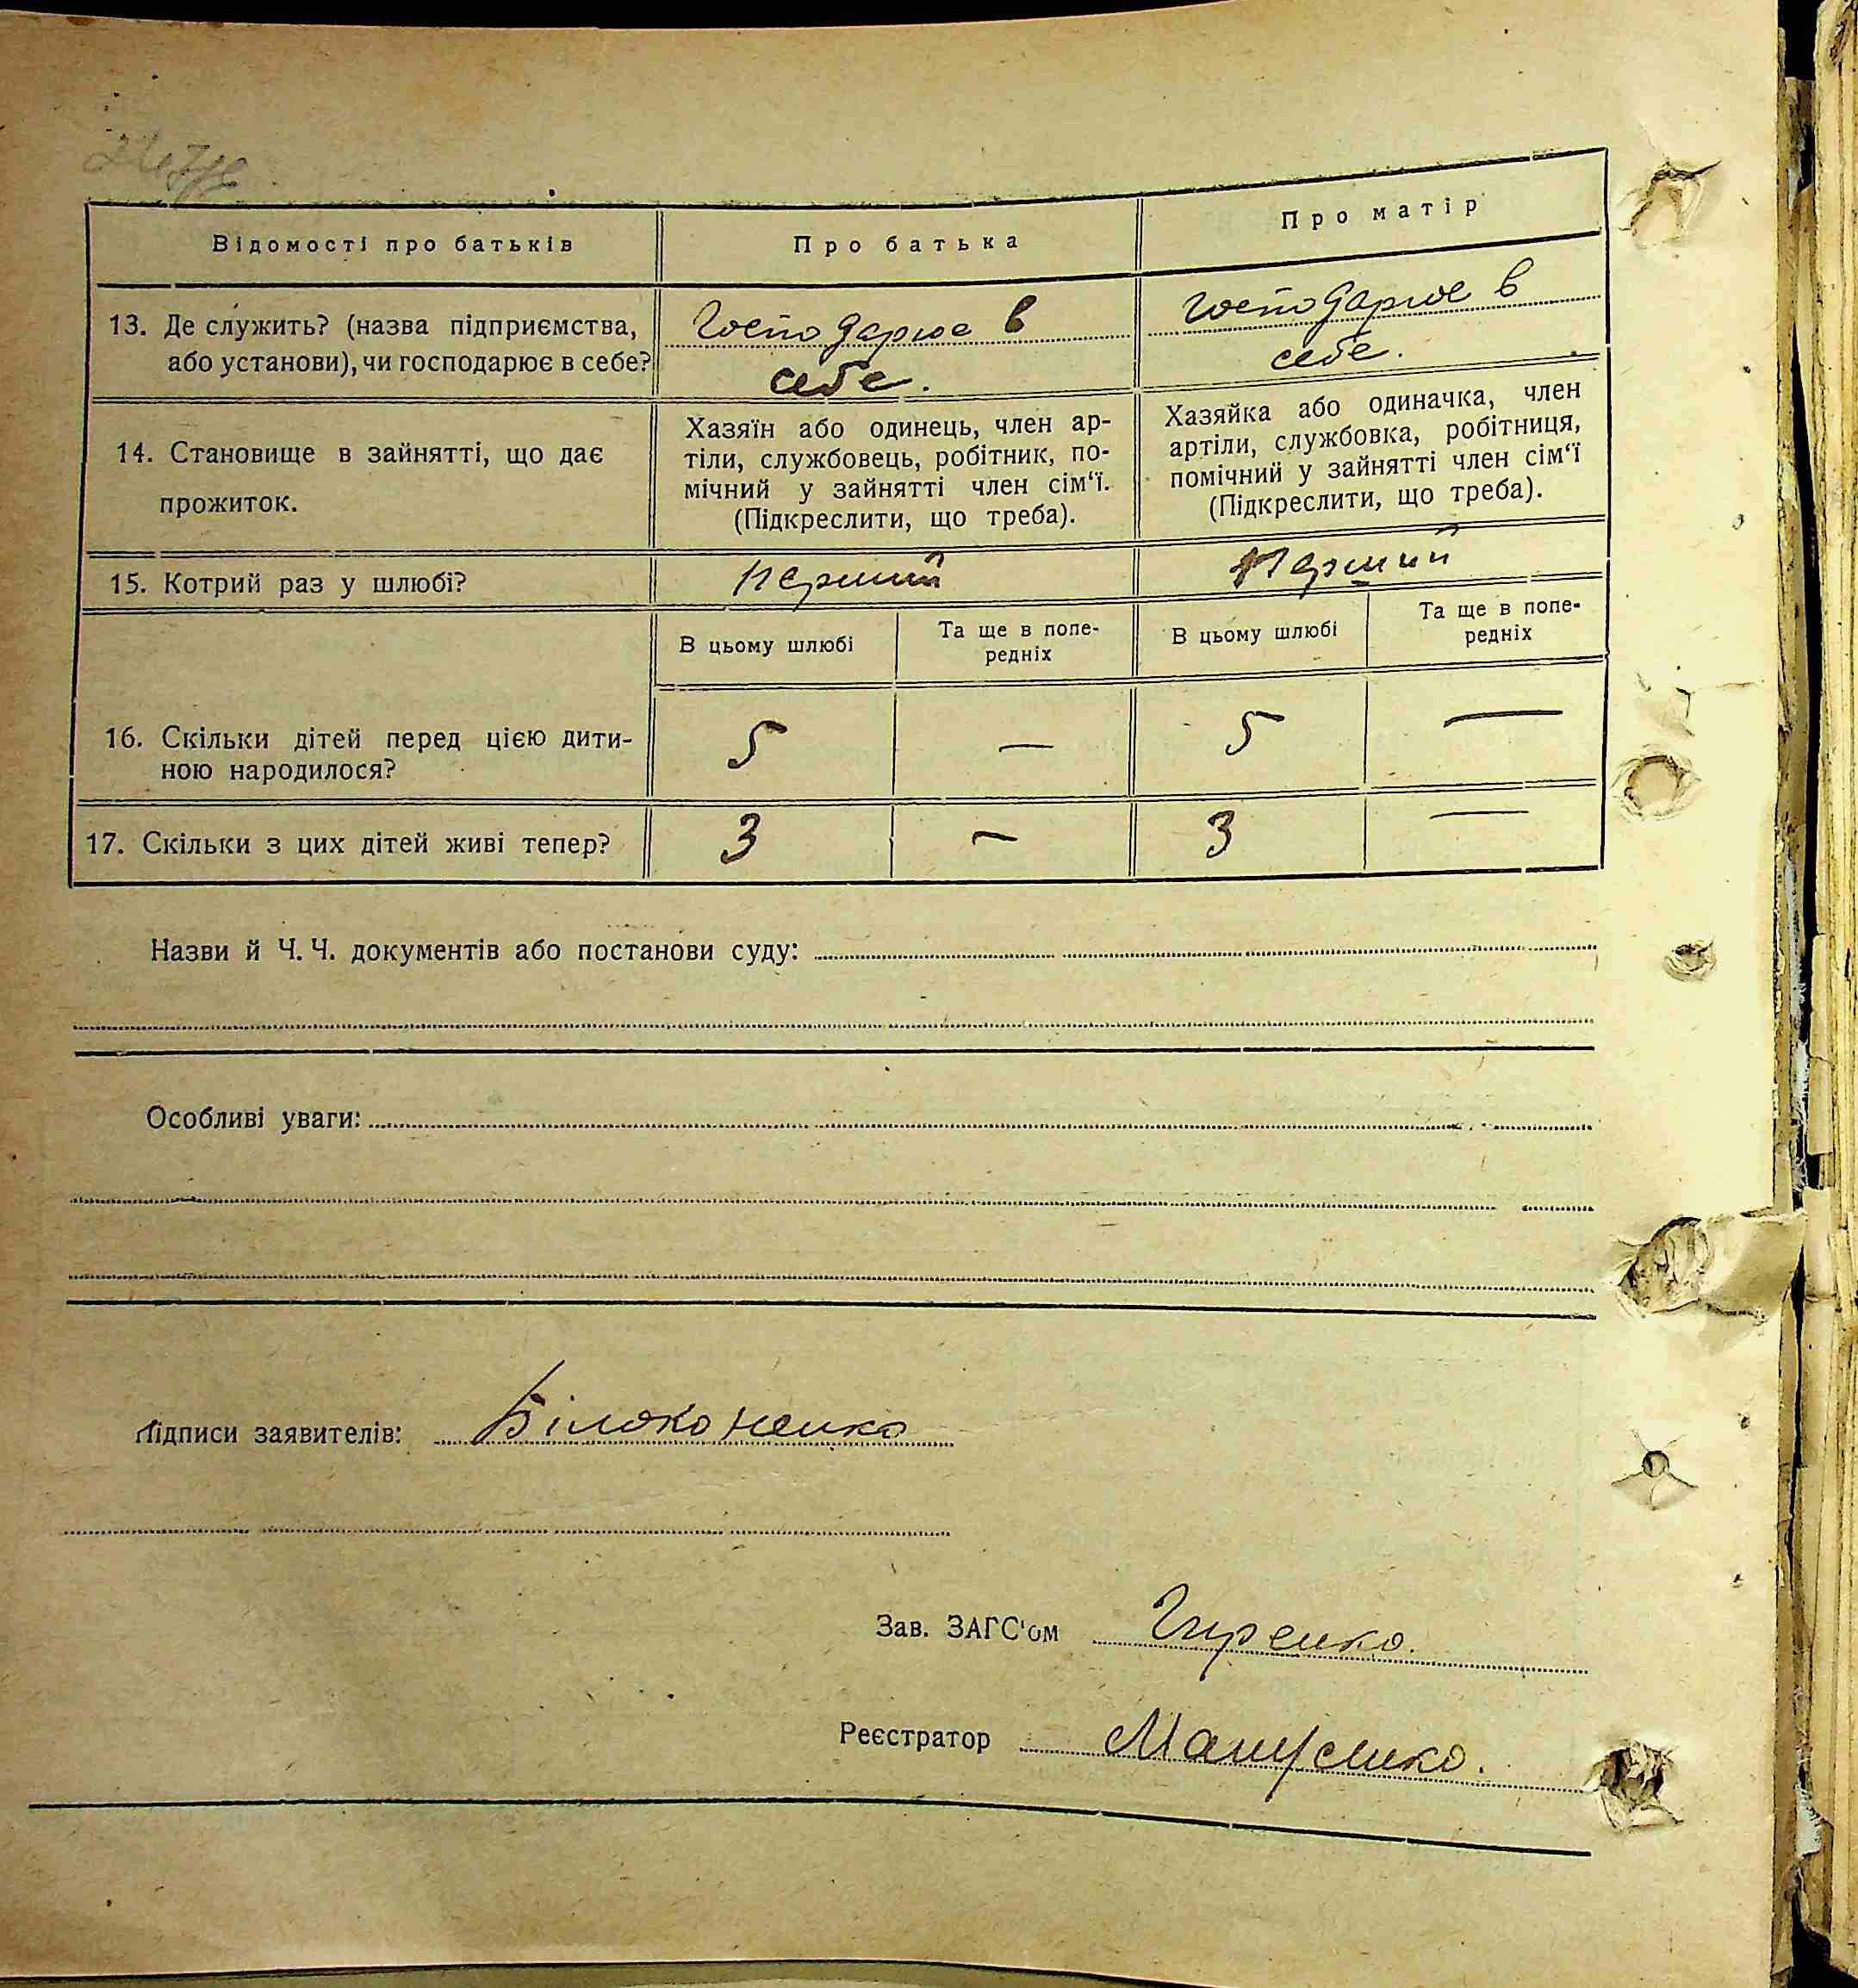 Відомості про батьків
Про батька
Про матір
13. Де служить? (назва підприємства,
або установи), чи господарює в себе?
Господарює в
себе.
Господарює в
себе.
14. Становище в зайнятті, що дає
прожиток.
Хазяїн або одинець, член ар-
тіли, службовець, робітник, по-
мічний у зайнятті член сім‘ї.
(Підкреслити, що треба).
Хазяйка або одиначка, член
артіли, службовка, робітниця,
помічний у зайнятті член сім‘ї
(Підкреслити, що треба).
15. Котрий раз у шлюбі?
перший
перший
В цьому шлюбі
Та ще в попе-
редніх
В цьому шлюбі
Та ще в попе-
редніх
16. Скільки дітей перед цією дити-
ною народилося?
5 — 5 —
17. Скільки з цих дітей живі тепер?
3 — 3 —
Назви й Ч. Ч. документів або постанови суду:
Особливі уваги:
Підписи заявителів: Білоконенко
Зав. ЗАГС'ом Гиренко.
Реєстратор